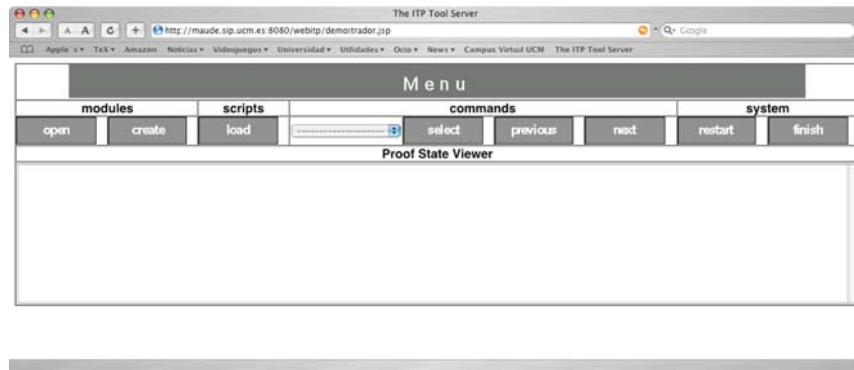 The ITP Tool Server
A A C + http://maude.sip.ucm.es:8080/webitp/demostrador.jsp Q- Google
Apple's TeX Amazon Noticias Videojuegos Universidad Utilidades Ocio News Campus Virtual UCM The ITP Tool Server
Menu
modules scripts commands system
open create load -------------------- select previous next restart finish
Proof State Viewer